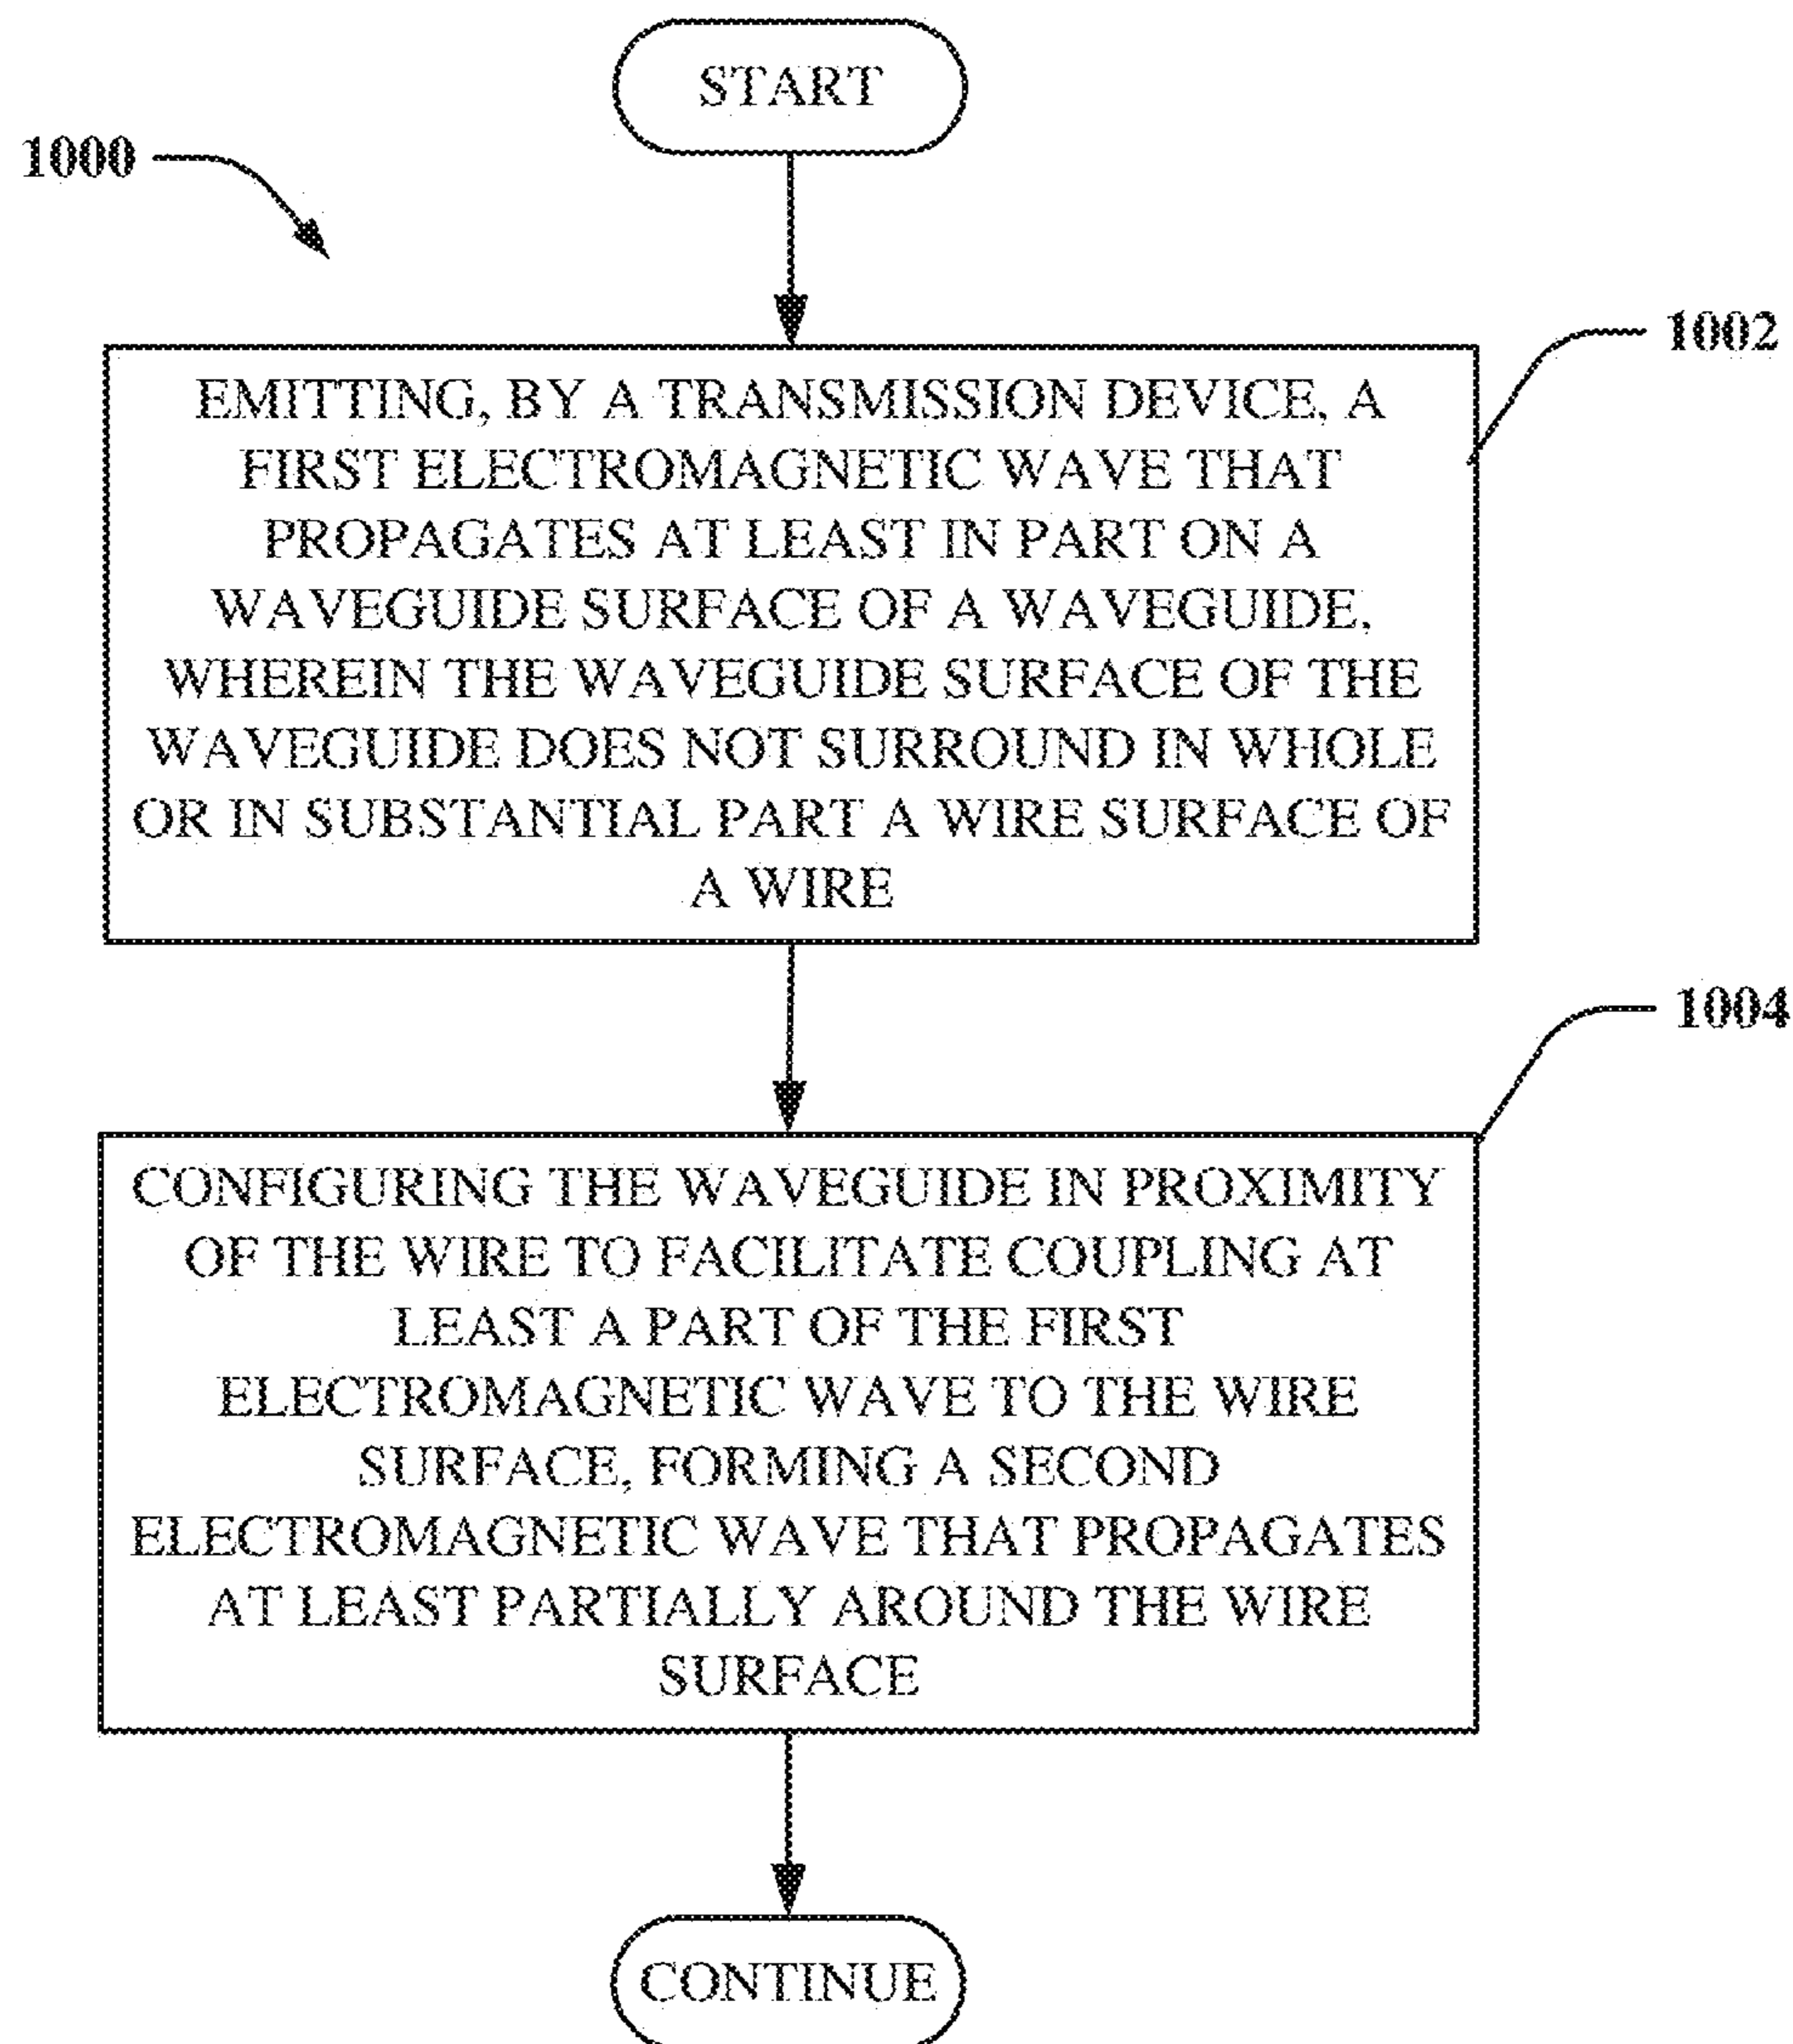 START
1000
1002
EMITTING, BY A TRANSMISSION DEVICE, A
FIRST ELECTROMAGNETIC WAVE THAT
PROPAGATES AT LEAST IN PART ON A
WAVEGUIDE SURFACE OF A WAVEGUIDE,
WHEREIN THE WAVEGUIDE SURFACE OF THE
WAVEGUIDE DOES NOT SURROUND IN WHOLE
OR IN SUBSTANTIAL PART A WIRE SURFACE OF
A WIRE
1004
CONFIGURING THE WAVEGUIDE IN PROXIMITY
OF THE WIRE TO FACILITATE COUPLING AT
LEAST A PART OF THE FIRST
ELECTROMAGNETIC WAVE TO THE WIRE
SURFACE, FORMING A SECOND
ELECTROMAGNETIC WAVE THAT PROPAGATES
AT LEAST PARTIALLY AROUND THE WIRE
SURFACE
CONTINUE